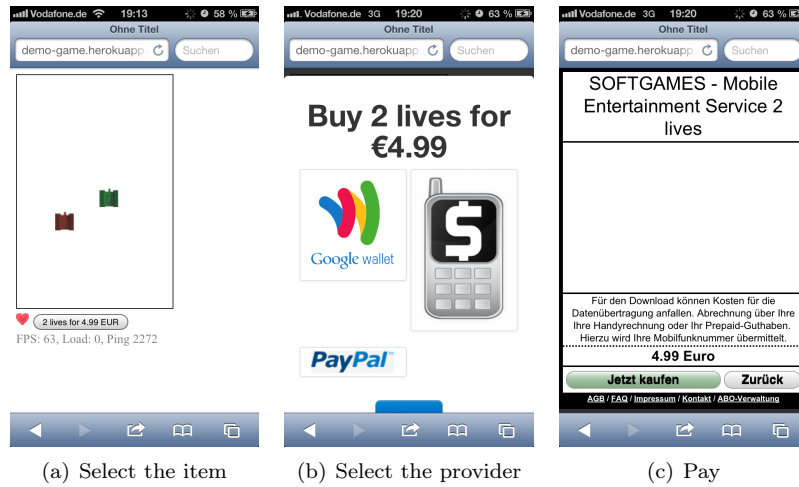 Vodafone.de 19:13 58 %
Ohne Titel
demo-game.herokuapp. Suchen
2 lives for 4.99 EUR
FPS: 63, Load: 0, Ping 2272
(a) Select the item
Vodafone.de 3G 19:20 63 %
Ohne Titel
demo-game.herokuapp. Suchen
Buy 2 lives for
€4.99
Google wallet
$
PayPal
(b) Select the provider
Vodafone.de 3G 19:20 63 %
Ohne Titel
demo-game.herokuapp. Suchen
SOFTGAMES - Mobile
Entertainment Service 2
lives
Für den Download können Kosten für die
Datenübertragung anfallen. Abrechnung über Ihre
Ihre Handyrechnung oder Ihr Prepaid-Guthaben.
Hierzu wird Ihre Mobilfunknummer übermittelt.
4.99 Euro
Jetzt kaufen Zurück
AGB / FAQ / Impressum / Kontakt / ABO-Verwaltung
(c) Pay